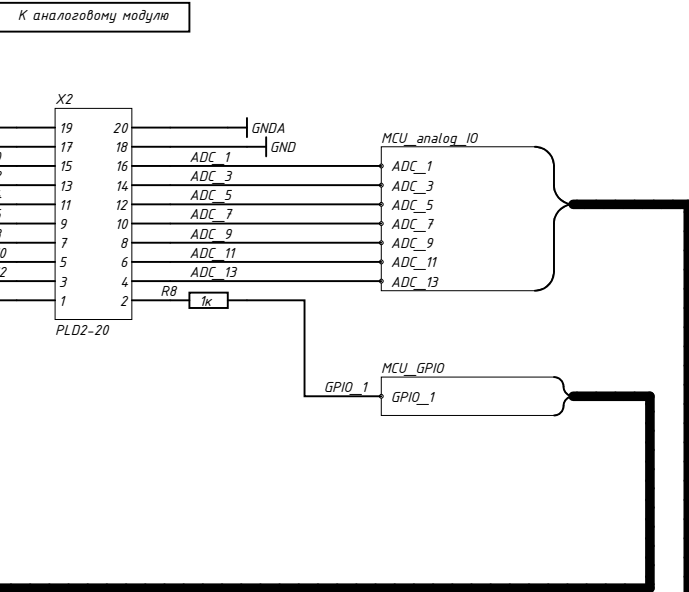 К аналоговому модулю
X2
19 20 GNDA
17 18 GND
15 16 ADC_1
13 14 ADC_3
11 12 ADC_5
9 10 ADC_7
7 8 ADC_9
5 6 ADC_11
3 4 ADC_13
1 2 R8 1к
PLD2-20
MCU_analog_IO
ADC_1
ADC_3
ADC_5
ADC_7
ADC_9
ADC_11
ADC_13
MCU_GPIO
GPIO_1 GPIO_1